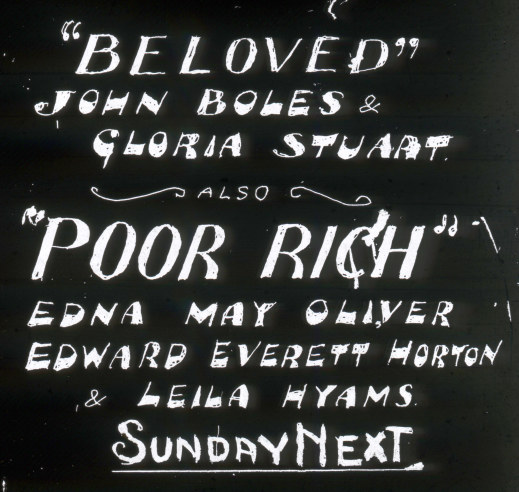 "BELOVED"
JOHN BOLES &
GLORIA STUART.
ALSO
"POOR RICH"
EDNA MAY OLIVER
EDWARD EVERETT HORTON
& LEILA HYAMS.
SUNDAY NEXT